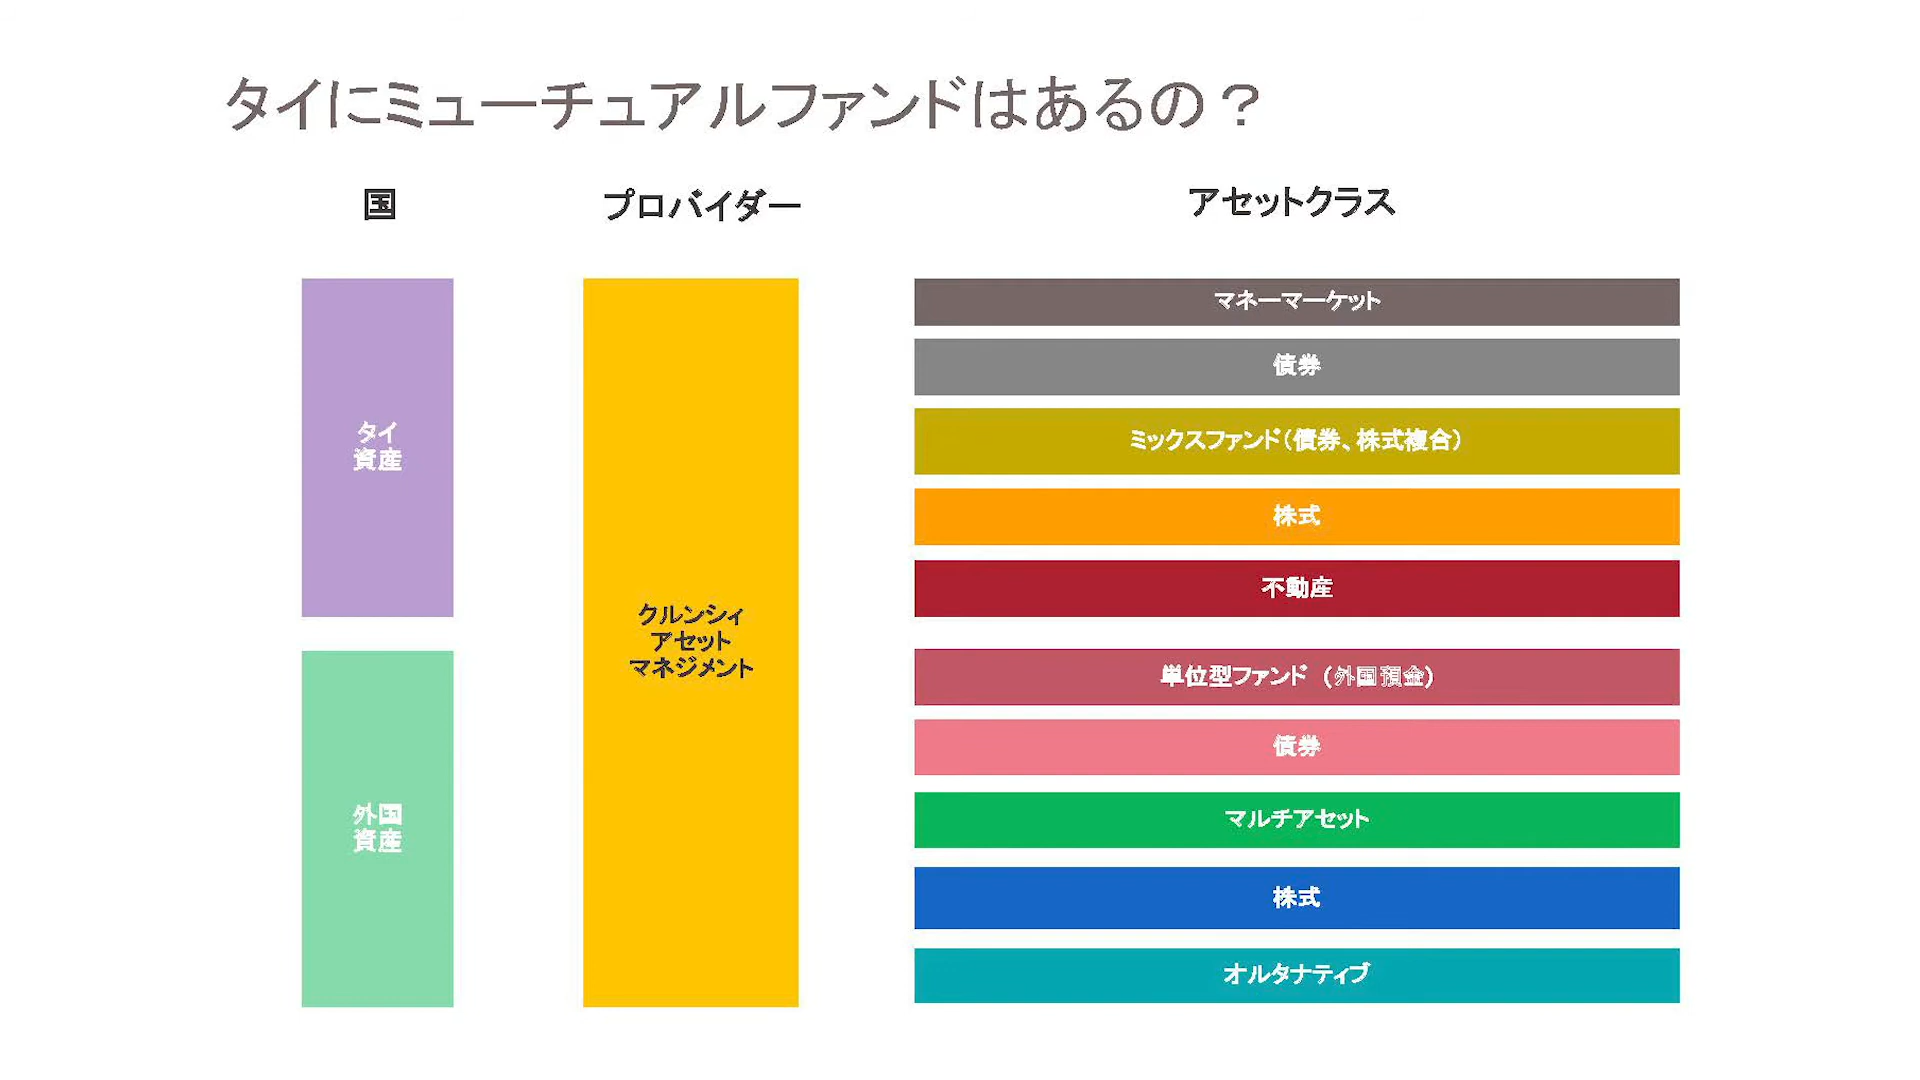 タイにミューチュアルファンドはあるの？
国
プロバイダー
アセットクラス
タイ
資産
外国
資産
クルンシィ
アセット
マネジメント
マネーマーケット
債券
ミックスファンド（債券、株式複合）
株式
不動産
単位型ファンド （外国預金）
債券
マルチアセット
株式
オルタナティブ